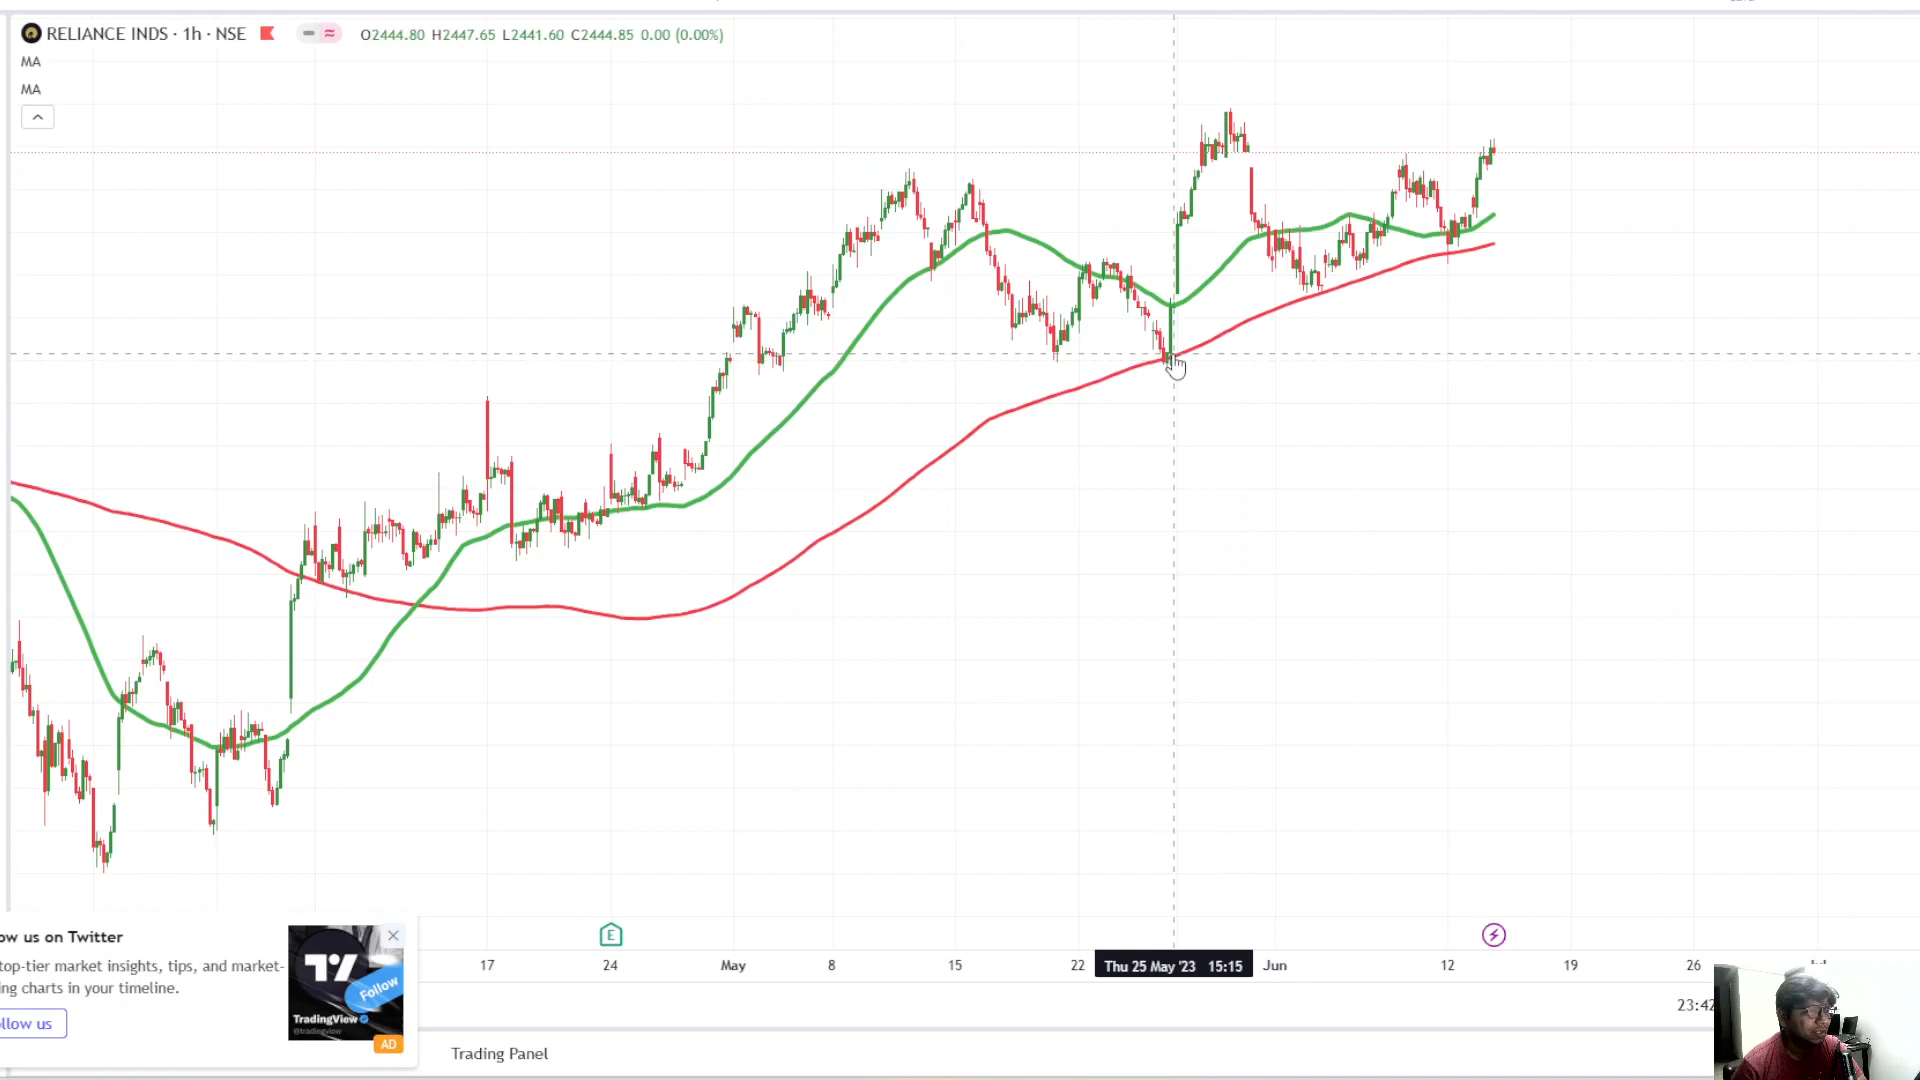 RELIANCE INDS · 1h · NSE O2444.80 H2447.65 L2441.60 C2444.85 0.00 (0.00%)
MA
MA
E
17 24 May 8 15 22 Thu 25 May '23 15:15 Jun 12 19 26
ow us on Twitter
top-tier market insights, tips, and market-
ing charts in your timeline.
llow us
Follow
TradingView
@tradingview
AD
23:42
Trading Panel